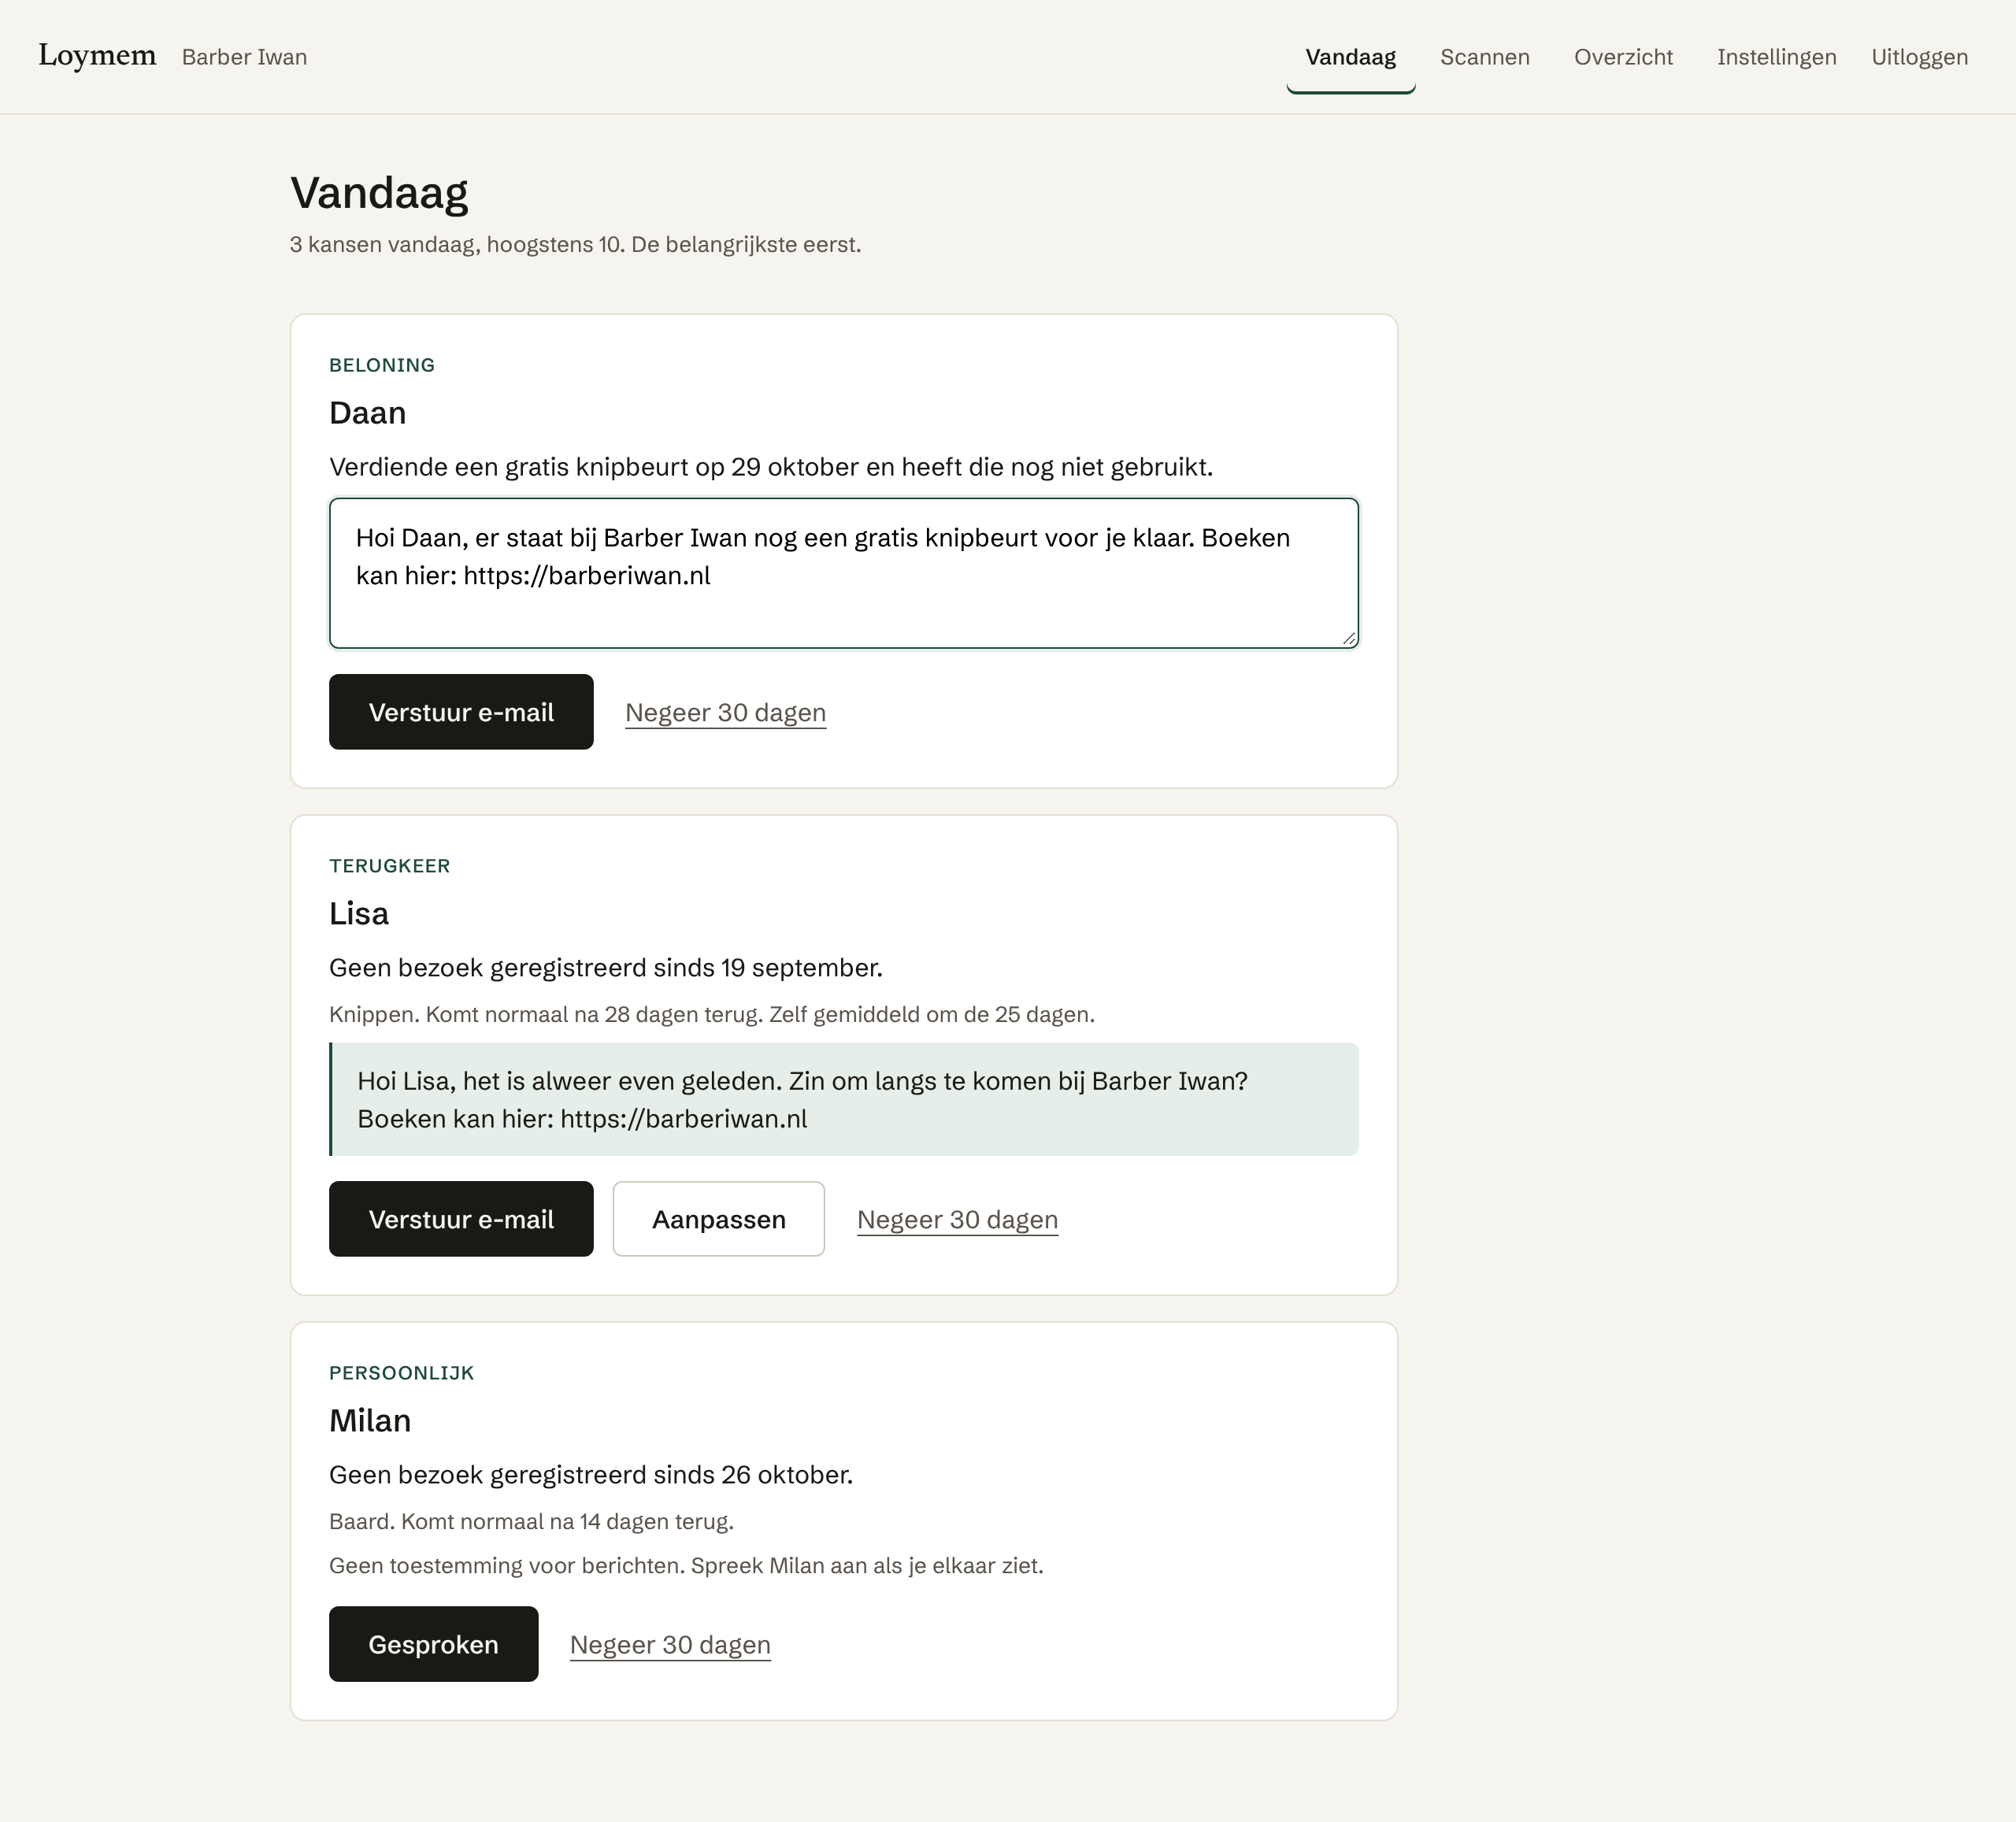 Loymem Barber Iwan Vandaag Scannen Overzicht Instellingen Uitloggen
Vandaag
3 kansen vandaag, hoogstens 10. De belangrijkste eerst.
BELONING
Daan
Verdiende een gratis knipbeurt op 29 oktober en heeft die nog niet gebruikt.
Hoi Daan, er staat bij Barber Iwan nog een gratis knipbeurt voor je klaar. Boeken
kan hier: https://barberiwan.nl
Verstuur e-mail Negeer 30 dagen
TERUGKEER
Lisa
Geen bezoek geregistreerd sinds 19 september.
Knippen. Komt normaal na 28 dagen terug. Zelf gemiddeld om de 25 dagen.
Hoi Lisa, het is alweer even geleden. Zin om langs te komen bij Barber Iwan?
Boeken kan hier: https://barberiwan.nl
Verstuur e-mail Aanpassen Negeer 30 dagen
PERSOONLIJK
Milan
Geen bezoek geregistreerd sinds 26 oktober.
Baard. Komt normaal na 14 dagen terug.
Geen toestemming voor berichten. Spreek Milan aan als je elkaar ziet.
Gesproken Negeer 30 dagen